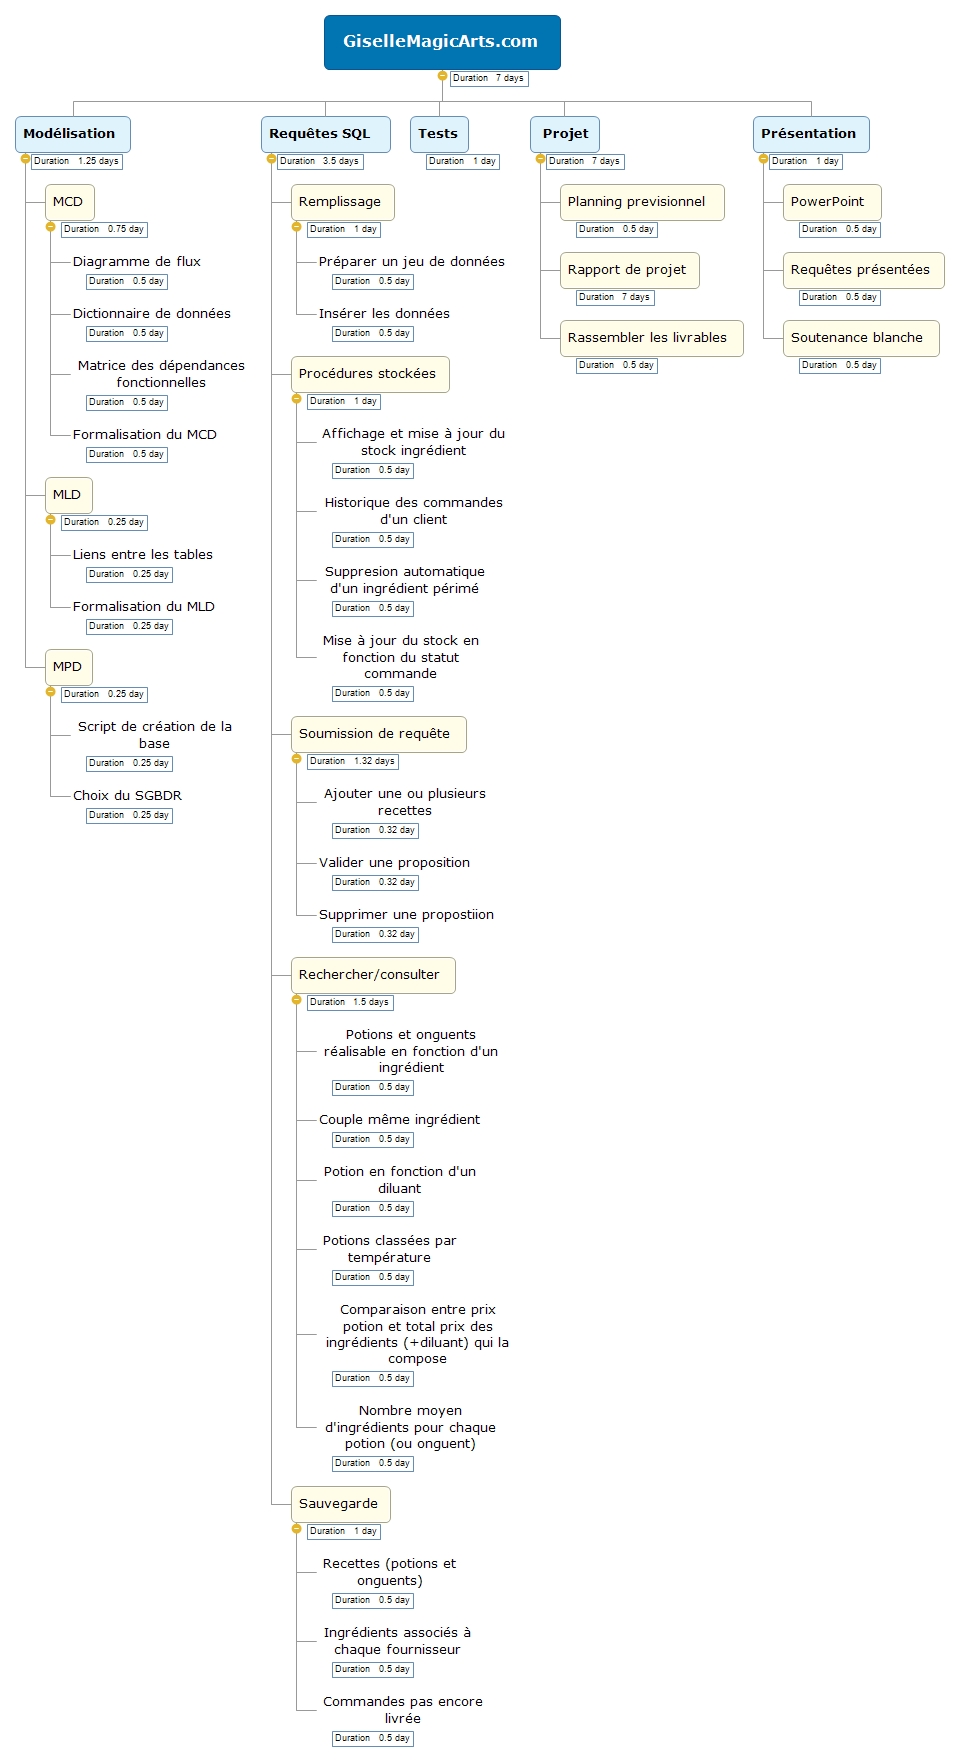 GiselleMagicArts.com
Duration 7 days
Modélisation
Duration 1.25 days
MCD
Duration 0.75 day
Diagramme de flux
Duration 0.5 day
Dictionnaire de données
Duration 0.5 day
Matrice des dépendances
fonctionnelles
Duration 0.5 day
Formalisation du MCD
Duration 0.5 day
MLD
Duration 0.25 day
Liens entre les tables
Duration 0.25 day
Formalisation du MLD
Duration 0.25 day
MPD
Duration 0.25 day
Script de création de la
base
Duration 0.25 day
Choix du SGBDR
Duration 0.25 day
Requêtes SQL
Duration 3.5 days
Remplissage
Duration 1 day
Préparer un jeu de données
Duration 0.5 day
Insérer les données
Duration 0.5 day
Procédures stockées
Duration 1 day
Affichage et mise à jour du
stock ingrédient
Duration 0.5 day
Historique des commandes
d'un client
Duration 0.5 day
Suppresion automatique
d'un ingrédient périmé
Duration 0.5 day
Mise à jour du stock en
fonction du statut
commande
Duration 0.5 day
Soumission de requête
Duration 1.32 days
Ajouter une ou plusieurs
recettes
Duration 0.32 day
Valider une proposition
Duration 0.32 day
Supprimer une propostiion
Duration 0.32 day
Rechercher/consulter
Duration 1.5 days
Potions et onguents
réalisable en fonction d'un
ingrédient
Duration 0.5 day
Couple même ingrédient
Duration 0.5 day
Potion en fonction d'un
diluant
Duration 0.5 day
Potions classées par
température
Duration 0.5 day
Comparaison entre prix
potion et total prix des
ingrédients (+diluant) qui la
compose
Duration 0.5 day
Nombre moyen
d'ingrédients pour chaque
potion (ou onguent)
Duration 0.5 day
Sauvegarde
Duration 1 day
Recettes (potions et
onguents)
Duration 0.5 day
Ingrédients associés à
chaque fournisseur
Duration 0.5 day
Commandes pas encore
livrée
Duration 0.5 day
Tests
Duration 1 day
Projet
Duration 7 days
Planning previsionnel
Duration 0.5 day
Rapport de projet
Duration 7 days
Rassembler les livrables
Duration 0.5 day
Présentation
Duration 1 day
PowerPoint
Duration 0.5 day
Requêtes présentées
Duration 0.5 day
Soutenance blanche
Duration 0.5 day